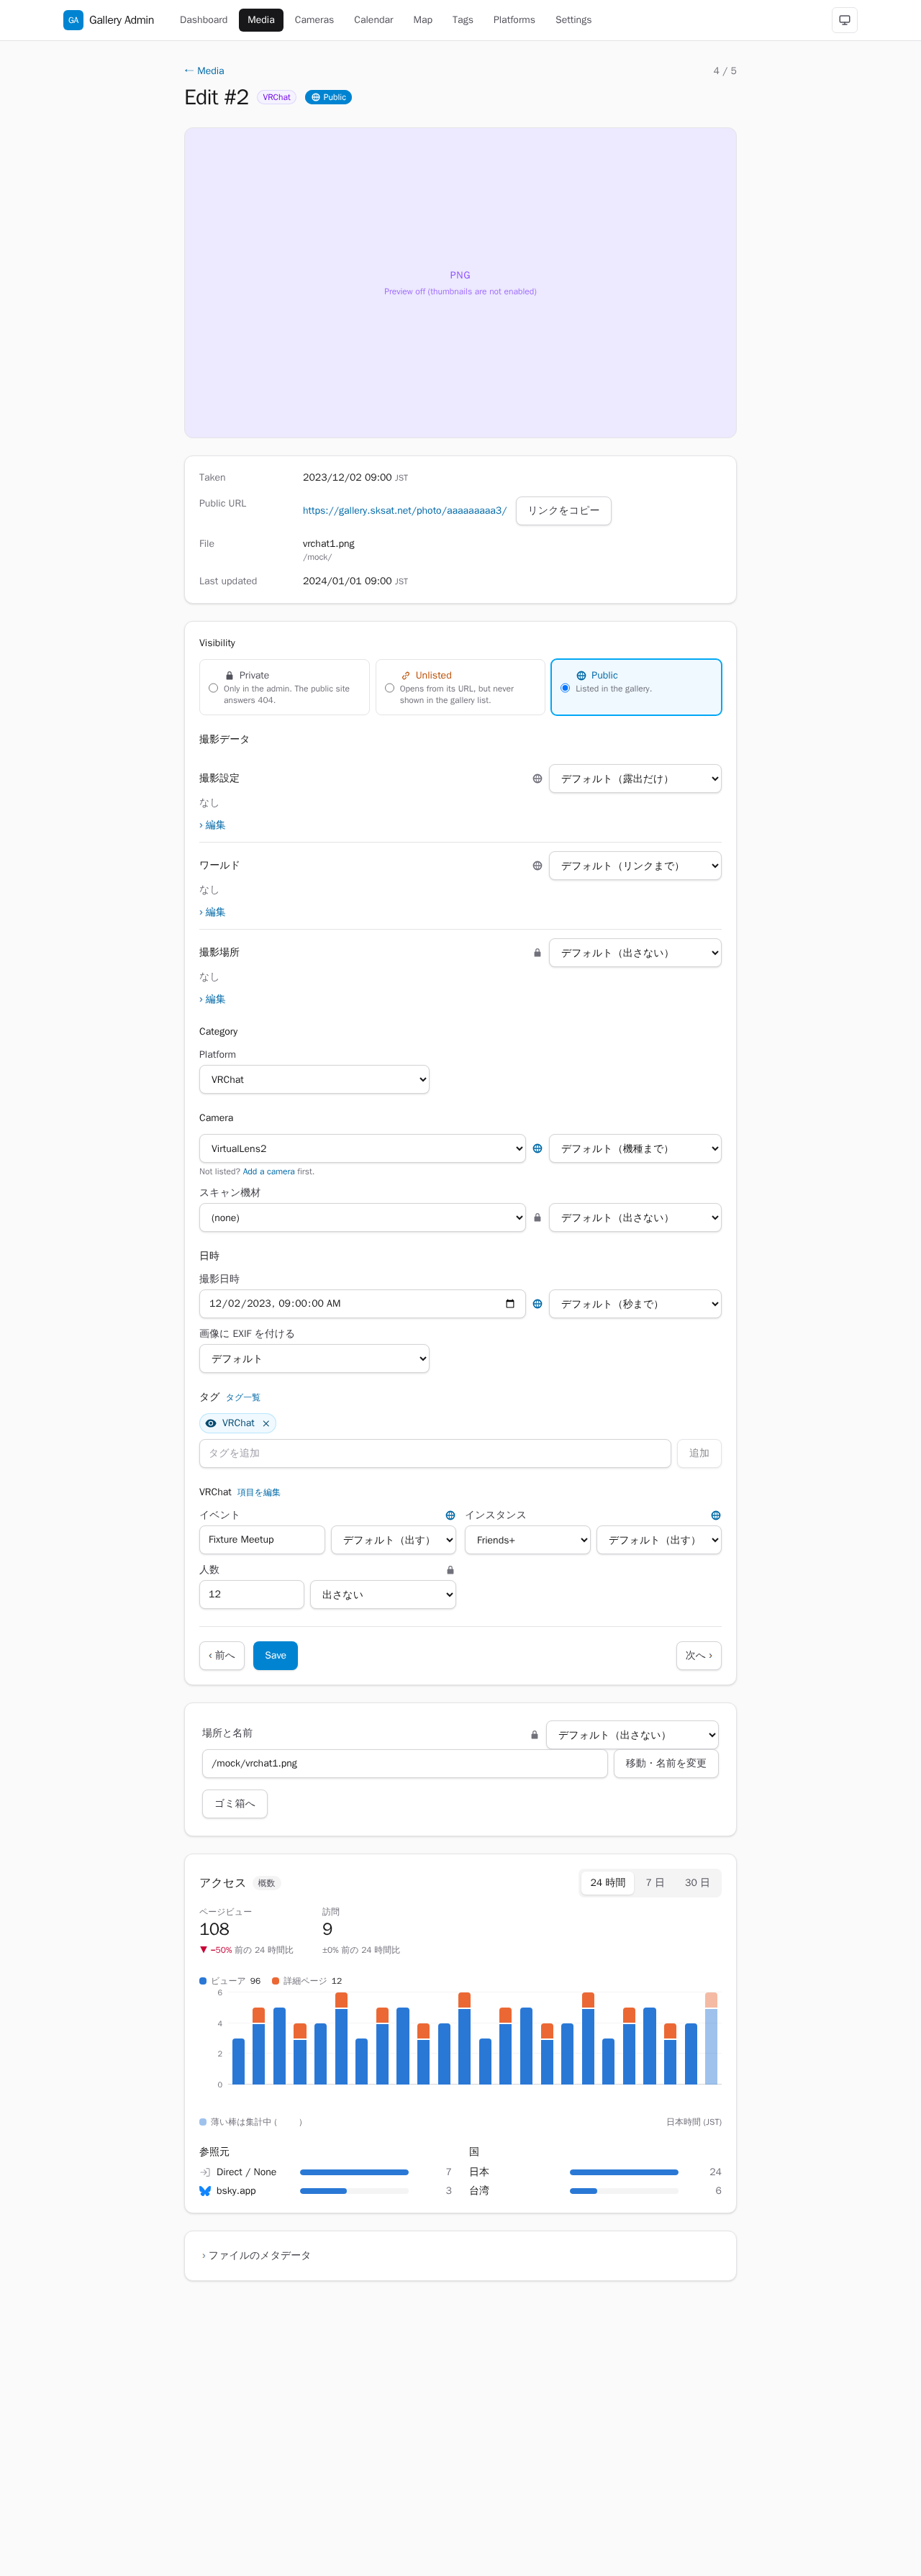 GA Gallery Admin Dashboard Media Cameras Calendar Map Tags Platforms Settings
← Media 4 / 5
Edit #2 VRChat Public
PNG
Preview off (thumbnails are not enabled)
Taken 2023/12/02 09:00 JST
Public URL https://gallery.sksat.net/photo/aaaaaaaaa3/ リンクをコピー
File vrchat1.png
/mock/
Last updated 2024/01/01 09:00 JST
Visibility
Private
Only in the admin. The public site
answers 404.
Unlisted
Opens from its URL, but never
shown in the gallery list.
Public
Listed in the gallery.
撮影データ
撮影設定 デフォルト（露出だけ）
なし
› 編集
ワールド デフォルト（リンクまで）
なし
› 編集
撮影場所 デフォルト（出さない）
なし
› 編集
Category
Platform
VRChat
Camera
VirtualLens2 デフォルト（機種まで）
Not listed? Add a camera first.
スキャン機材
(none) デフォルト（出さない）
日時
撮影日時
12/02/2023, 09:00:00 AM デフォルト（秒まで）
画像に EXIF を付ける
デフォルト
タグ タグ一覧
VRChat ×
タグを追加 追加
VRChat 項目を編集
イベント インスタンス
Fixture Meetup デフォルト（出す） Friends+ デフォルト（出す）
人数
12 出さない
‹ 前へ Save 次へ ›
場所と名前 デフォルト（出さない）
/mock/vrchat1.png 移動・名前を変更
ゴミ箱へ
アクセス 概数 24 時間 7 日 30 日
ページビュー 訪問
108 9
▼ −50% 前の 24 時間比 ±0% 前の 24 時間比
ビューア 96 詳細ページ 12
6
4
2
0
薄い棒は集計中 ( ) 日本時間 (JST)
参照元 国
Direct / None 7 日本 24
bsky.app 3 台湾 6
› ファイルのメタデータ